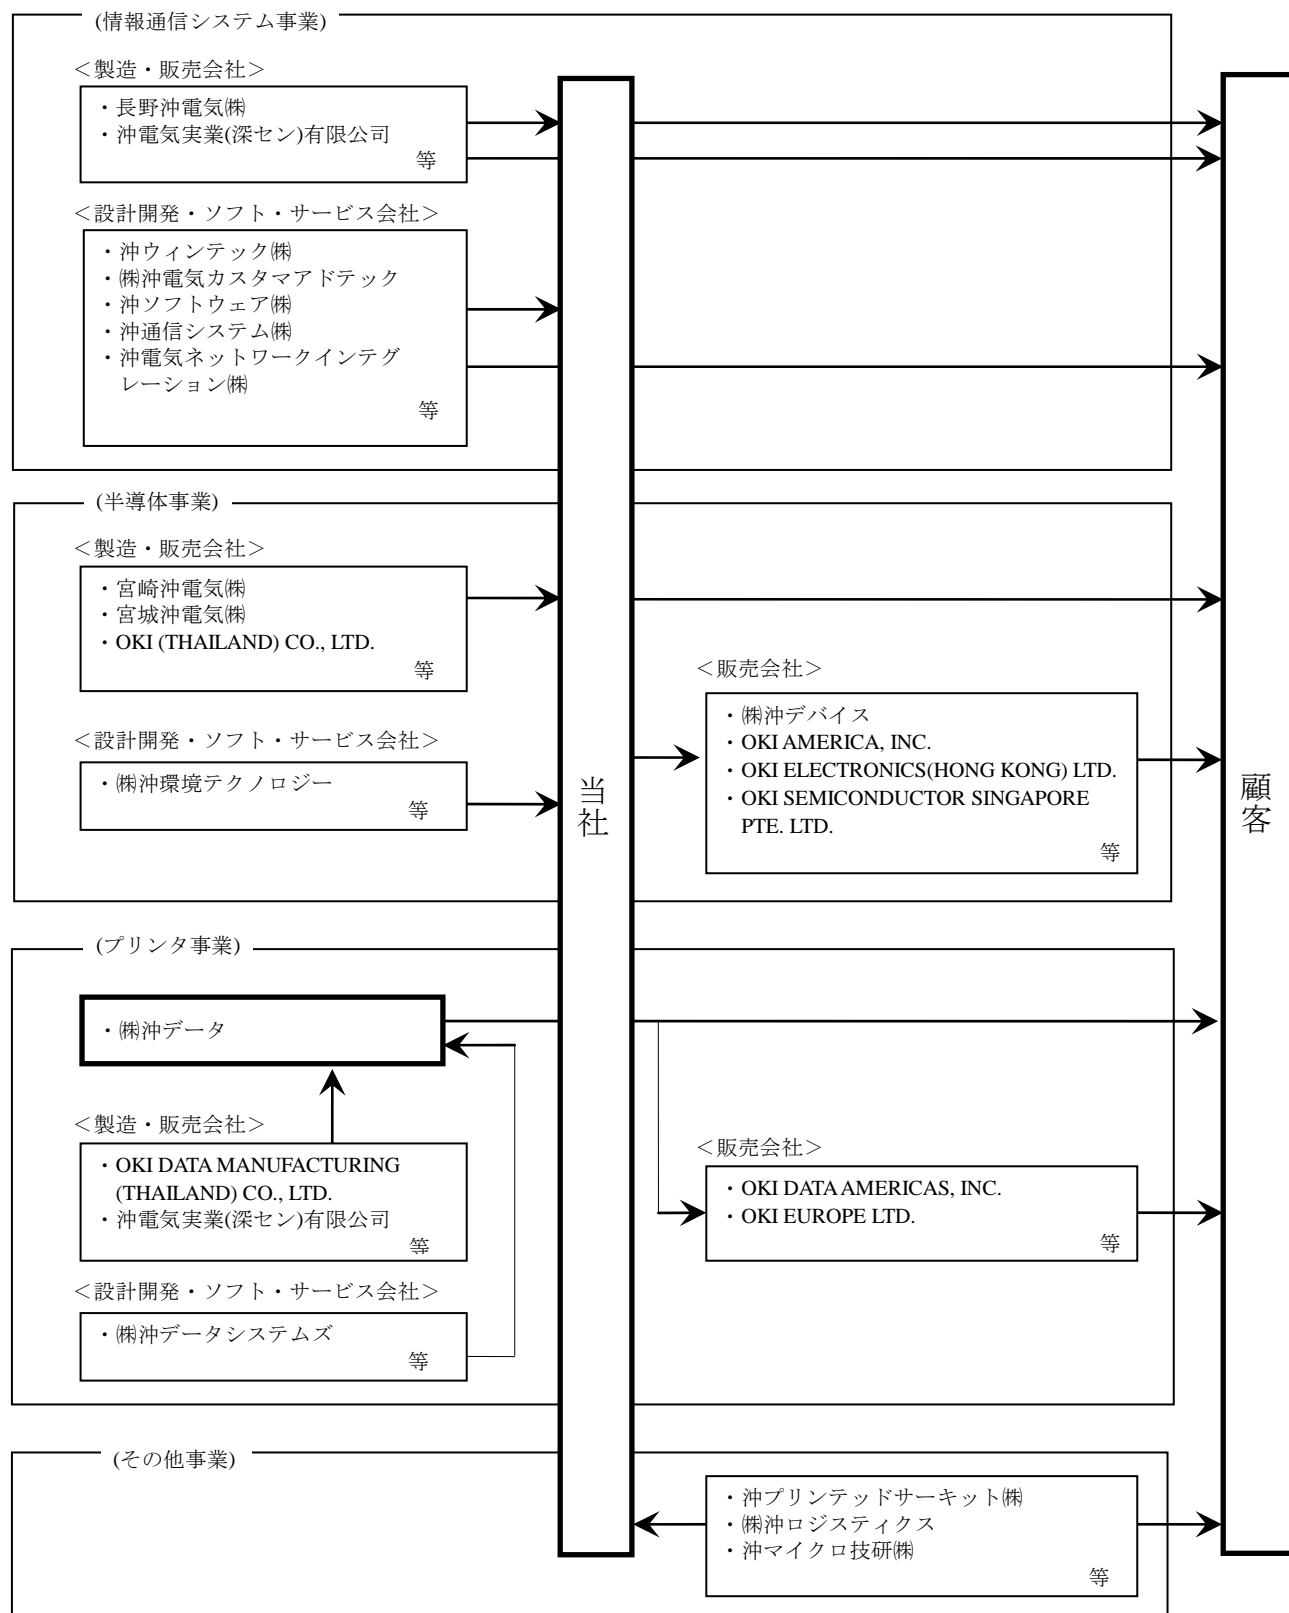 (情報通信システム事業)
＜製造・販売会社＞
・長野沖電気㈱
・沖電気実業(深セン)有限公司
等
＜設計開発・ソフト・サービス会社＞
・沖ウィンテック㈱
・㈱沖電気カスタマアドテック
・沖ソフトウェア㈱
・沖通信システム㈱
・沖電気ネットワークインテグ
レーション㈱
等
(半導体事業)
＜製造・販売会社＞
・宮崎沖電気㈱
・宮城沖電気㈱
・OKI (THAILAND) CO., LTD.
等
＜設計開発・ソフト・サービス会社＞
・㈱沖環境テクノロジー
等
＜販売会社＞
・㈱沖デバイス
・OKI AMERICA, INC.
・OKI ELECTRONICS(HONG KONG) LTD.
・OKI SEMICONDUCTOR SINGAPORE
PTE. LTD.
等
当社
顧客
(プリンタ事業)
・㈱沖データ
＜製造・販売会社＞
・OKI DATA MANUFACTURING
(THAILAND) CO., LTD.
・沖電気実業(深セン)有限公司
等
＜設計開発・ソフト・サービス会社＞
・㈱沖データシステムズ
等
＜販売会社＞
・OKI DATA AMERICAS, INC.
・OKI EUROPE LTD.
等
(その他事業)
・沖プリンテッドサーキット㈱
・㈱沖ロジスティクス
・沖マイクロ技研㈱
等